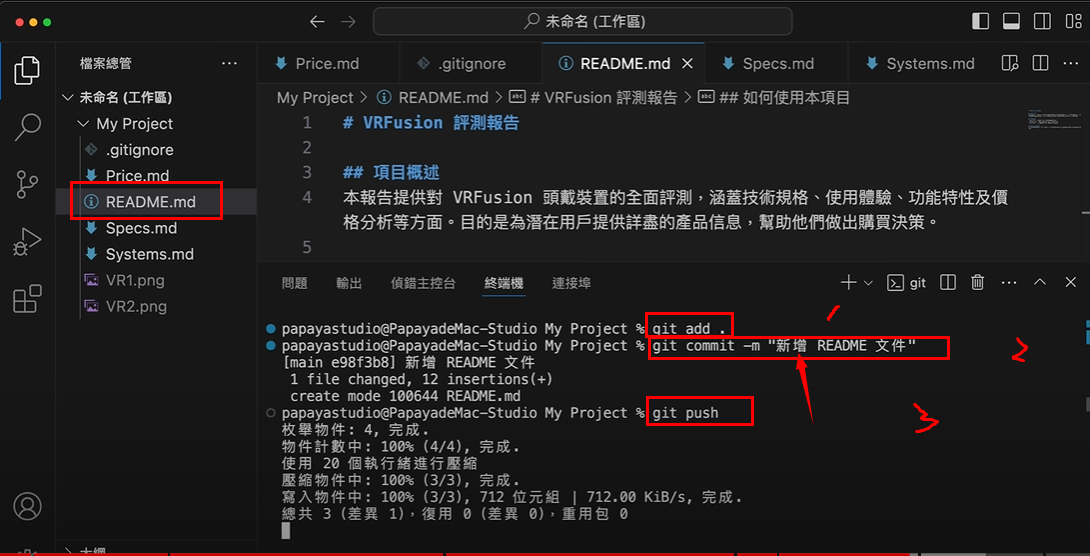 未命名 (工作區)
檔案總管
Price.md
.gitignore
README.md
Specs.md
Systems.md
未命名 (工作區)
My Project
.gitignore
Price.md
README.md
Specs.md
Systems.md
VR1.png
VR2.png
My Project > README.md > # VRFusion 評測報告 > ## 如何使用本項目
1 # VRFusion 評測報告
2
3 ## 項目概述
4 本報告提供對 VRFusion 頭戴裝置的全面評測，涵蓋技術規格、使用體驗、功能特性及價
格分析等方面。目的是為潛在用戶提供詳盡的產品信息，幫助他們做出購買決策。
5
問題 輸出 偵錯主控台 終端機 連接埠
git
papayastudio@PapayadeMac-Studio My Project % git add .
1
papayastudio@PapayadeMac-Studio My Project % git commit -m "新增 README 文件"
2
[main e98f3b8] 新增 README 文件
1 file changed, 12 insertions(+)
create mode 100644 README.md
papayastudio@PapayadeMac-Studio My Project % git push
3
枚舉物件: 4, 完成.
物件計數中: 100% (4/4), 完成.
使用 20 個執行緒進行壓縮
壓縮物件中: 100% (3/3), 完成.
寫入物件中: 100% (3/3), 712 位元組 | 712.00 KiB/s, 完成.
總共 3 (差異 1)，復用 0 (差異 0)，重用包 0